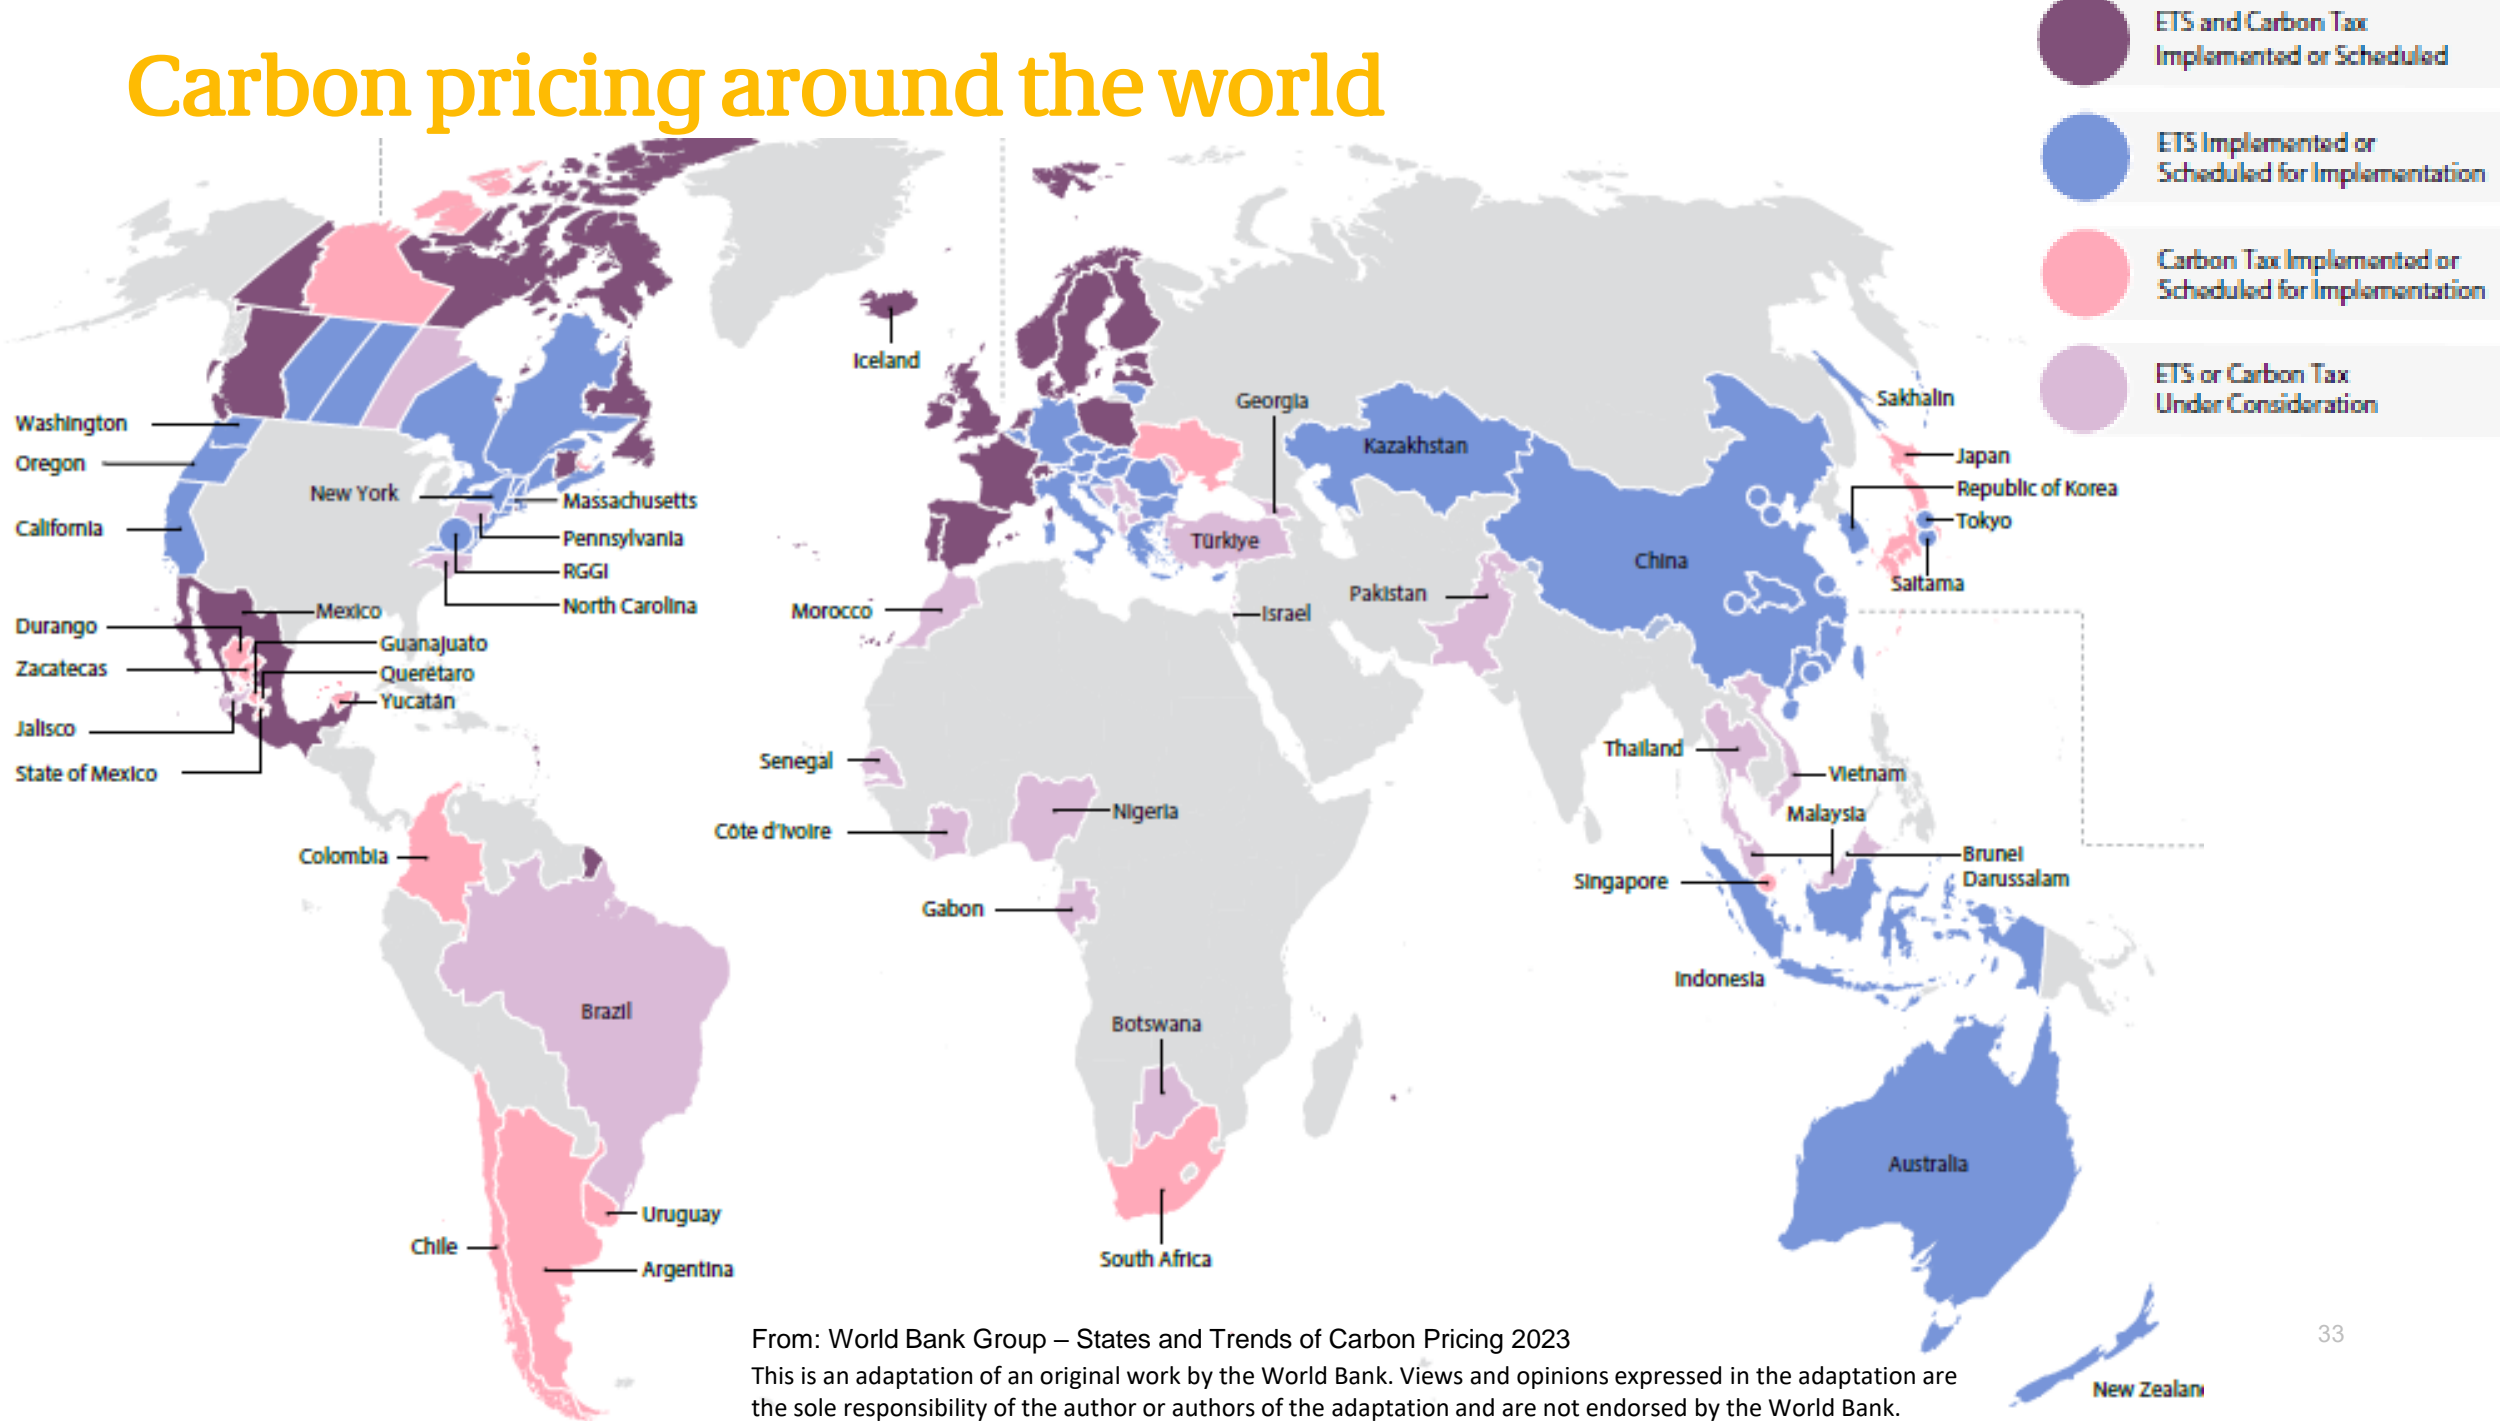 Carbon pricing around the world
ETS and Carbon Tax
Implemented or Scheduled
ETS Implemented or
Scheduled for Implementation
Carbon Tax Implemented or
Scheduled for Implementation
ETS or Carbon Tax
Under Consideration
Washington
Oregon
California
New York
Massachusetts
Pennsylvania
RGGI
North Carolina
Mexico
Durango
Guanajuato
Zacatecas
Querétaro
Yucatán
Jalisco
State of Mexico
Colombia
Brazil
Uruguay
Chile
Argentina
Iceland
Georgia
Kazakhstan
Türkiye
Morocco
Israel
Pakistan
China
Sakhalin
Japan
Republic of Korea
Tokyo
Saitama
Senegal
Côte d'Ivoire
Nigeria
Gabon
Botswana
South Africa
Thailand
Vietnam
Malaysia
Singapore
Brunei
Darussalam
Indonesia
Australia
New Zealan
From: World Bank Group – States and Trends of Carbon Pricing 2023
This is an adaptation of an original work by the World Bank. Views and opinions expressed in the adaptation are
the sole responsibility of the author or authors of the adaptation and are not endorsed by the World Bank.
33